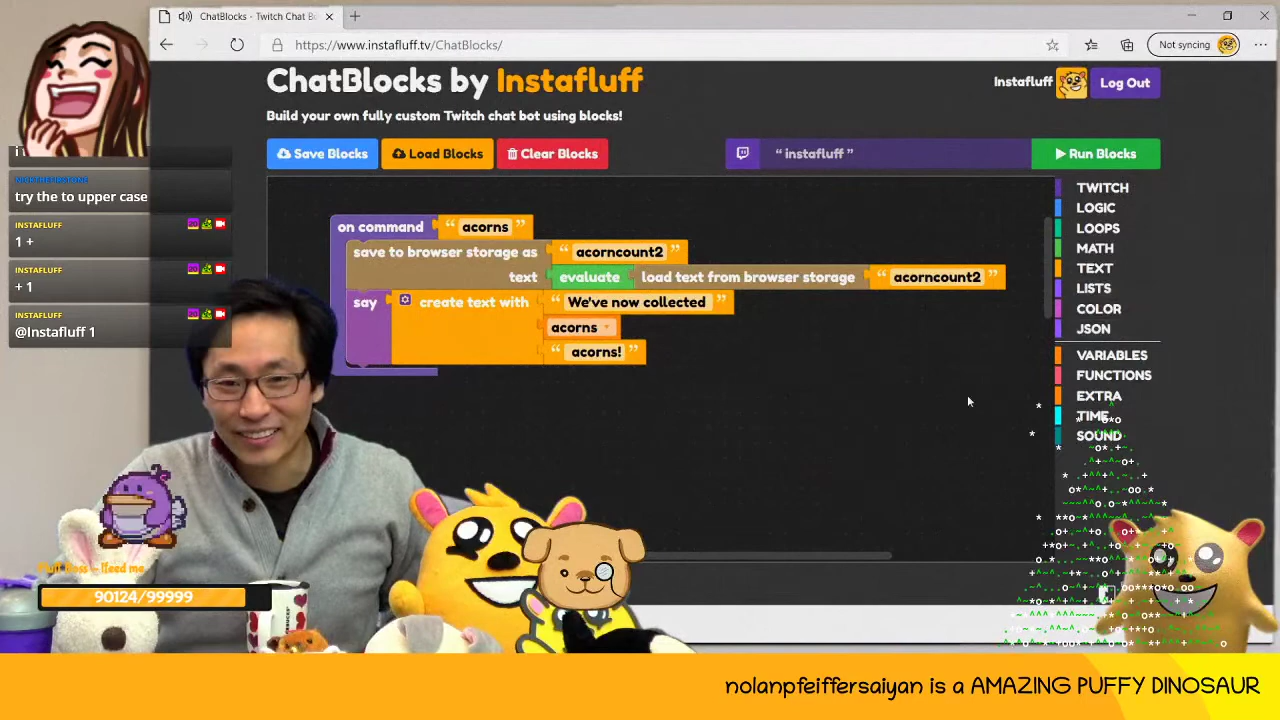 ChatBlocks - Twitch Chat B
https://www.instafluff.tv/ChatBlocks/
Not syncing
ChatBlocks by Instafluff
Instafluff
Log Out
Build your own fully custom Twitch chat bot using blocks!
Save Blocks
Load Blocks
Clear Blocks
“ instafluff ”
Run Blocks
try the to upper case
INSTAFLUFF
1 +
INSTAFLUFF
+ 1
INSTAFLUFF
@Instafluff 1
on command “ acorns ”
save to browser storage as “ acorncount2 ”
text evaluate load text from browser storage “ acorncount2 ”
say create text with “ We've now collected ”
acorns
“ acorns! ”
TWITCH
LOGIC
LOOPS
MATH
TEXT
LISTS
COLOR
JSON
VARIABLES
FUNCTIONS
EXTRA
TIME
SOUND
90124/99999
nolanpfeiffersaiyan is a AMAZING PUFFY DINOSAUR